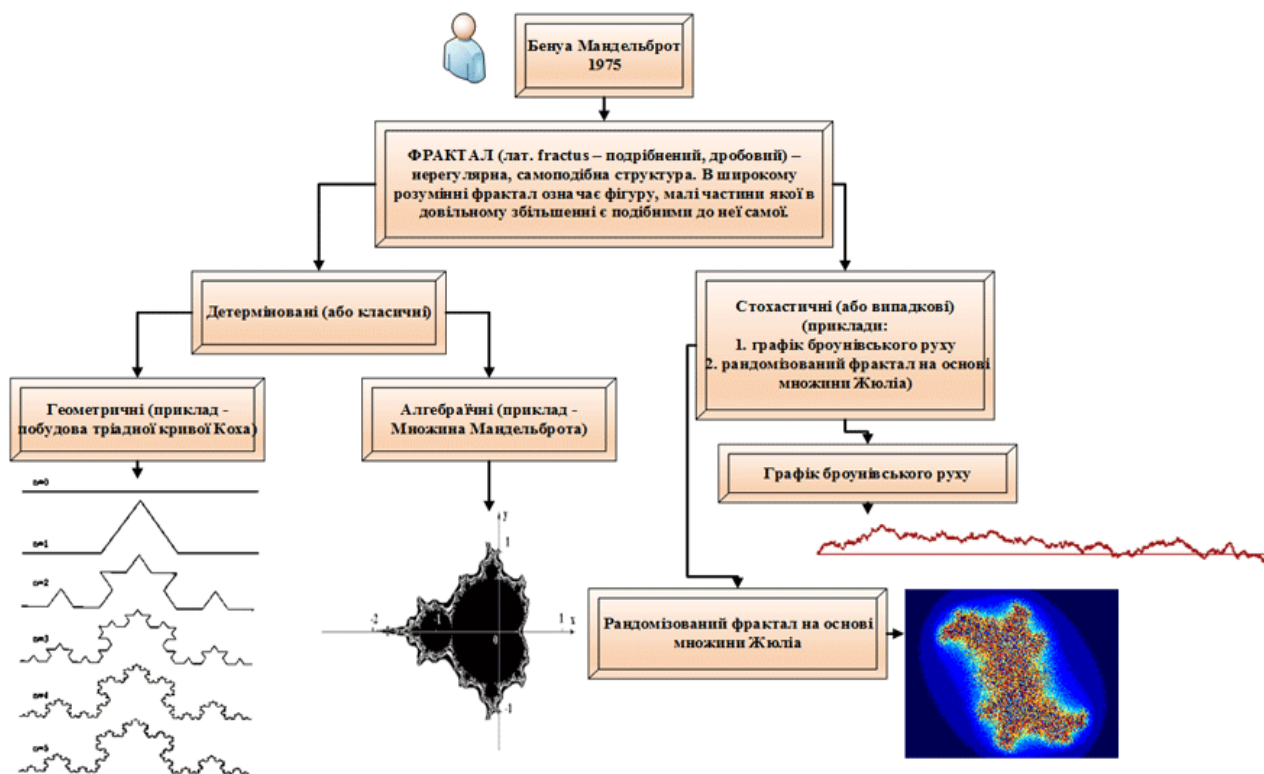 Бенуа Мандельброт
1975
ФРАКТАЛ (лат. fractus – подрібнений, дробовий) –
нерегулярна, самоподібна структура. В широкому
розумінні фрактал означає фігуру, малі частини якої в
довільному збільшенні є подібними до неї самої.
Детерміновані (або класичні)
Стохастичні (або випадкові)
(приклади:
1. графік броунівського руху
2. рандомізований фрактал на основі
множини Жюліа)
Геометричні (приклад -
побудова тріадної кривої Коха)
Алгебраїчні (приклад -
Множина Мандельброта)
Графік броунівського руху
n=0
n=1
n=2
n=3
n=4
n=5
y
1
-2
-1
0
1
x
-1
Рандомізований фрактал на основі
множини Жюліа